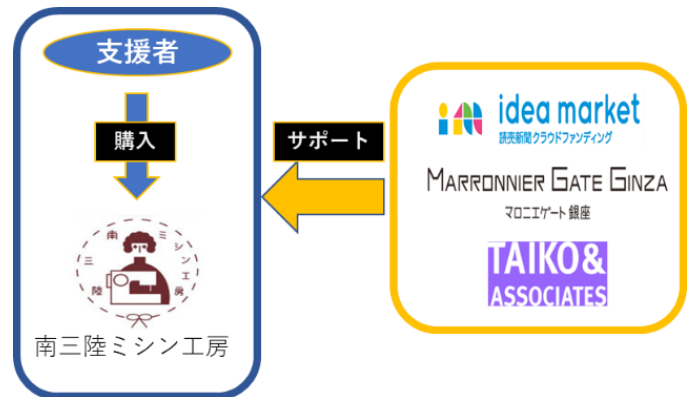 支援者
購入
南三陸ミシン工房
南三陸ミシン工房
サポート
idea market
読売新聞クラウドファンディング
MARRONNIER GATE GINZA
マロニエゲート銀座
TAIKO&
ASSOCIATES